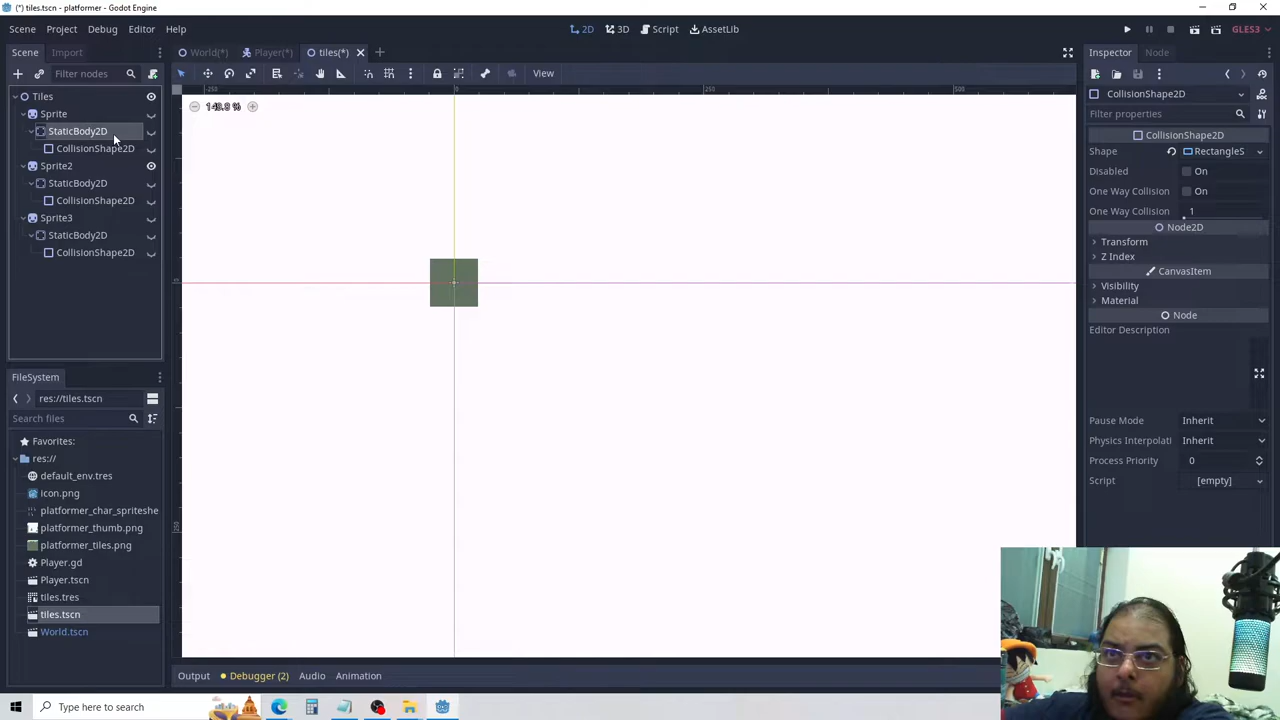 (*) tiles.tscn - platformer - Godot Engine
Scene Project Debug Editor Help
2D 3D Script AssetLib
GLES3
Scene Import
World(*) Player(*) tiles(*)
Inspector Node
Filter nodes
View
CollisionShape2D
Filter properties
Tiles
Sprite
StaticBody2D
CollisionShape2D
Sprite2
StaticBody2D
CollisionShape2D
Sprite3
StaticBody2D
CollisionShape2D
-250 0 250 500
CollisionShape2D
Shape RectangleS
Disabled On
One Way Collision On
One Way Collision 1
Node2D
Transform
Z Index
CanvasItem
Visibility
Material
Node
Editor Description
Pause Mode Inherit
Physics Interpolati Inherit
Process Priority 0
Script [empty]
FileSystem
res://tiles.tscn
Search files
Favorites:
res://
default_env.tres
icon.png
platformer_char_spriteshe
platformer_thumb.png
platformer_tiles.png
Player.gd
Player.tscn
tiles.tres
tiles.tscn
World.tscn
Output Debugger (2) Audio Animation
Type here to search